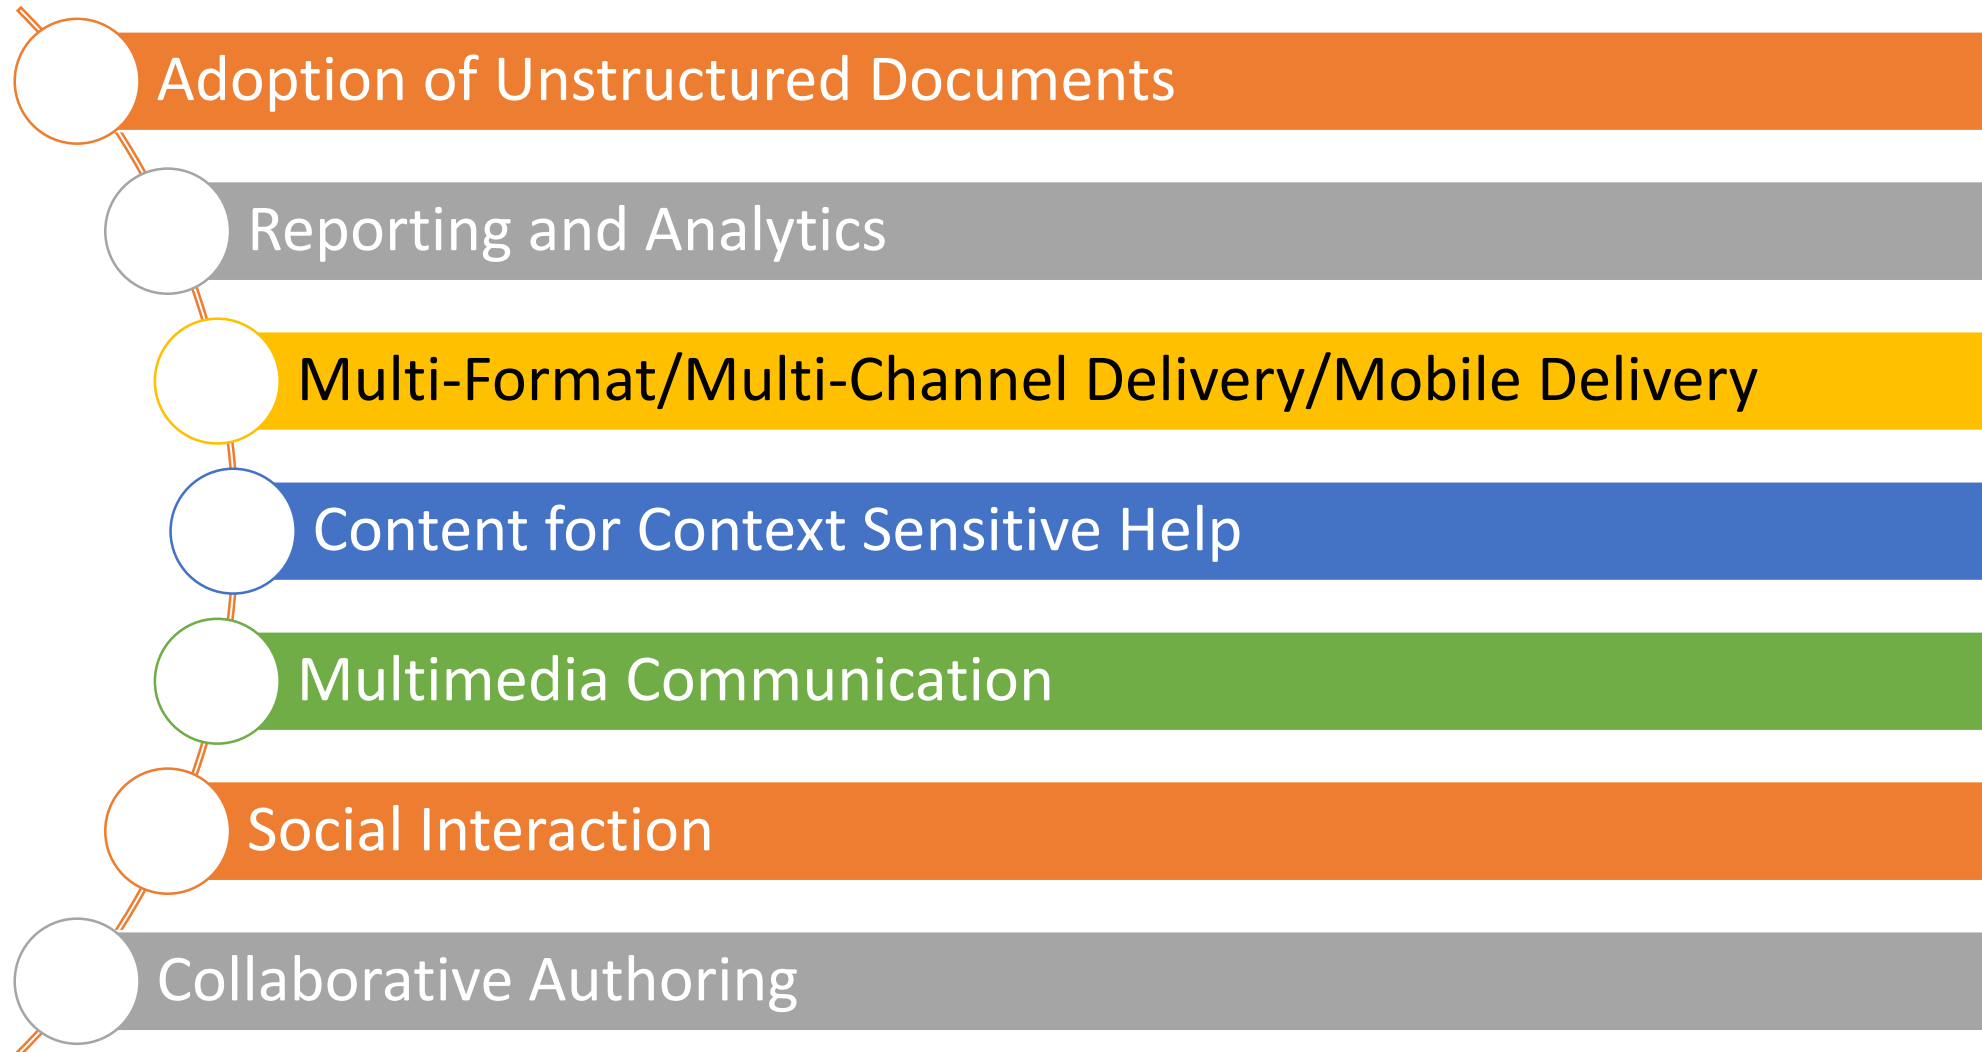 Adoption of Unstructured Documents
Reporting and Analytics
Multi-Format/Multi-Channel Delivery/Mobile Delivery
Content for Context Sensitive Help
Multimedia Communication
Social Interaction
Collaborative Authoring